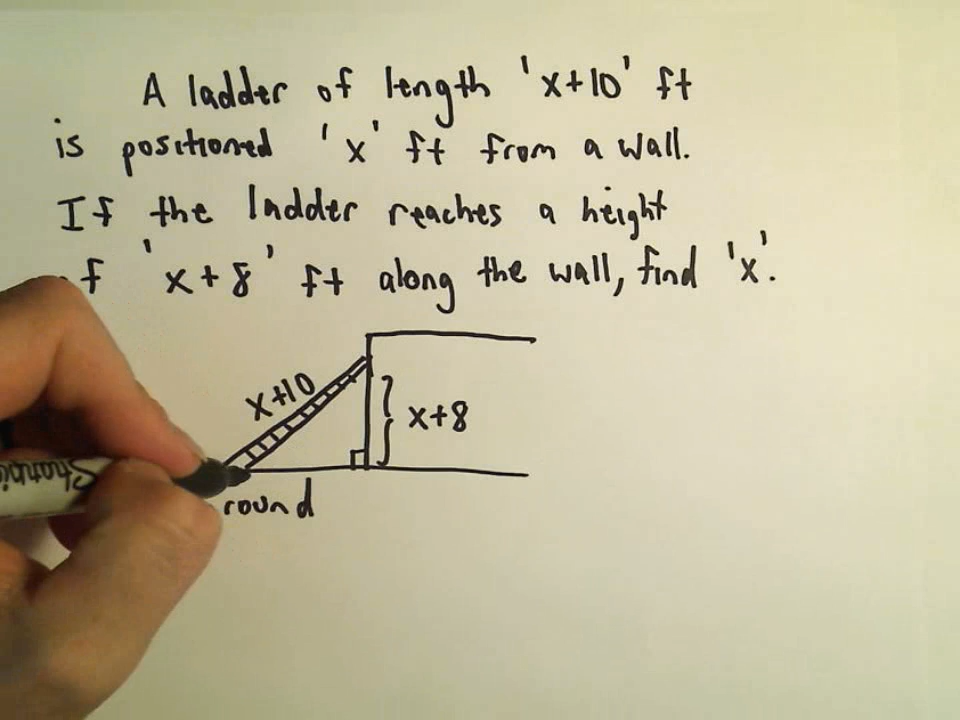 A ladder of length 'x+10' ft
is positioned 'x' ft from a wall.
If the ladder reaches a height
f 'x+8' ft along the wall, find 'x'.
x+10
x+8
round
Sharpie